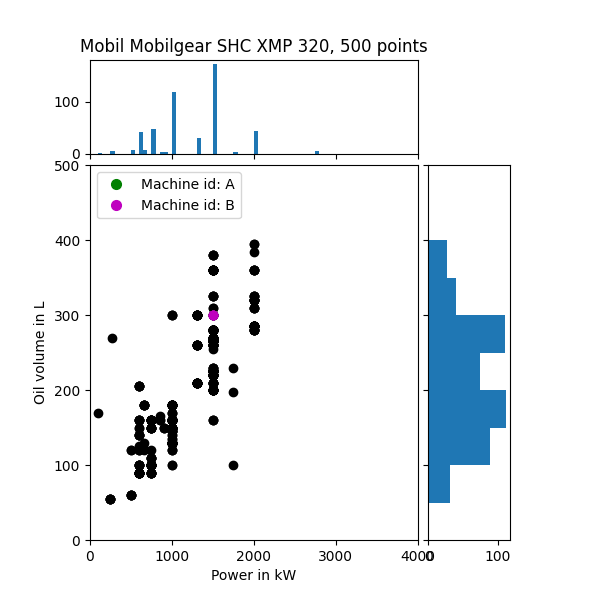 Mobil Mobilgear SHC XMP 320, 500 points
100
0
500
400
300
200
100
0
Machine id: A
Machine id: B
Oil volume in L
0 1000 2000 3000 4000
0 100
Power in kW